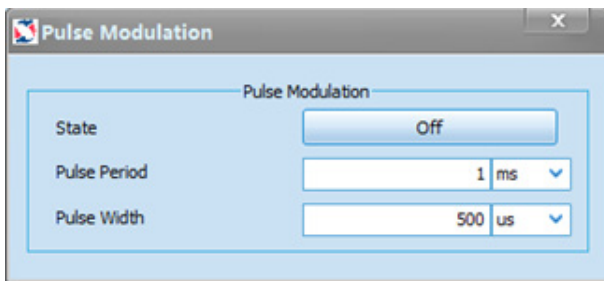 Pulse Modulation
x
Pulse Modulation
State Off
Pulse Period 1 ms
Pulse Width 500 us